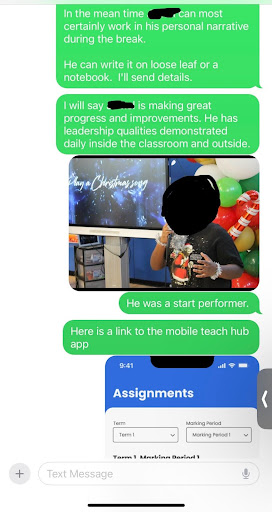 In the mean time can most
certainly work in his personal narrative
during the break.
He can write it on loose leaf or a
notebook. I'll send details.
I will say is making great
progress and improvements. He has
leadership qualities demonstrated
daily inside the classroom and outside.
Play a Christmas song
He was a start performer.
Here is a link to the mobile teach hub
app
9:41
Assignments
Term
Marking Period
Term 1
Marking Period 1
Term 1, Marking Period 1
Text Message